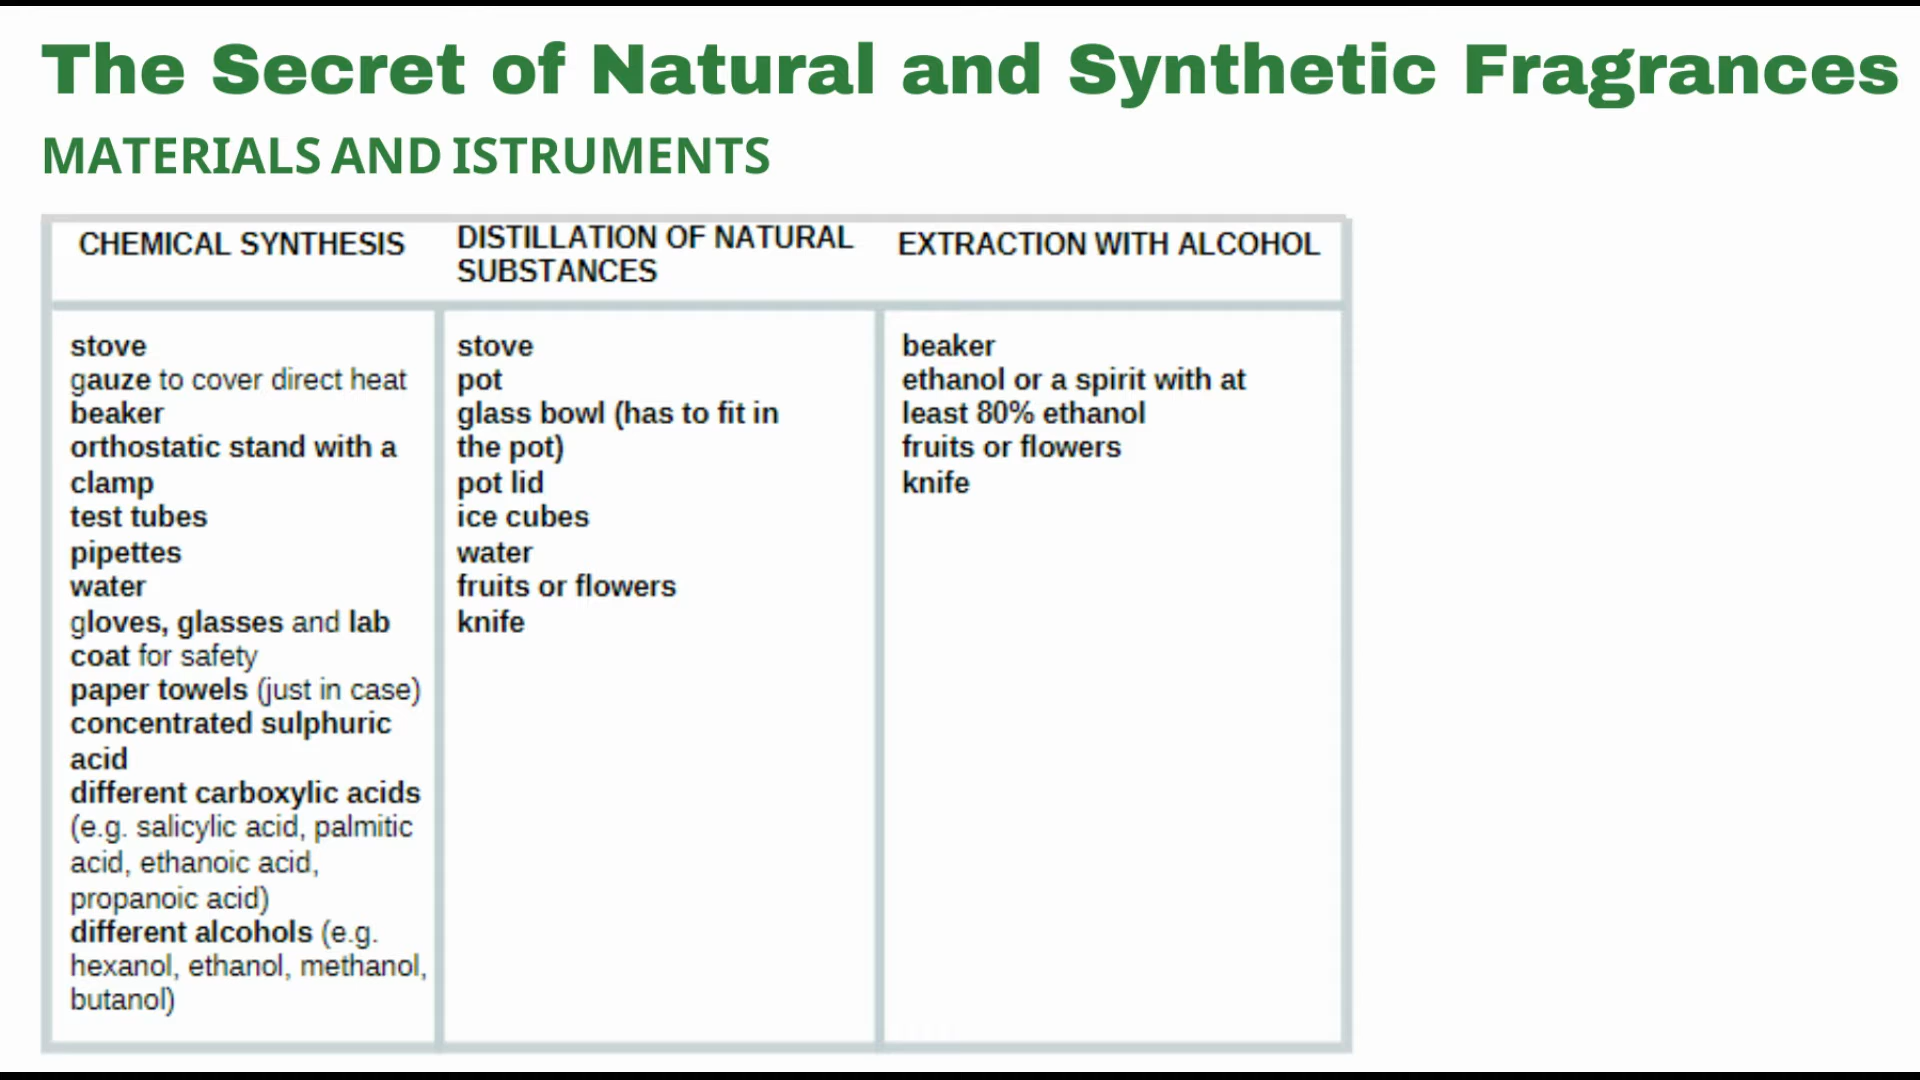 The Secret of Natural and Synthetic Fragrances
MATERIALS AND ISTRUMENTS
CHEMICAL SYNTHESIS
DISTILLATION OF NATURAL
SUBSTANCES
EXTRACTION WITH ALCOHOL
stove
gauze to cover direct heat
beaker
orthostatic stand with a
clamp
test tubes
pipettes
water
gloves, glasses and lab
coat for safety
paper towels (just in case)
concentrated sulphuric
acid
different carboxylic acids
(e.g. salicylic acid, palmitic
acid, ethanoic acid,
propanoic acid)
different alcohols (e.g.
hexanol, ethanol, methanol,
butanol)
stove
pot
glass bowl (has to fit in
the pot)
pot lid
ice cubes
water
fruits or flowers
knife
beaker
ethanol or a spirit with at
least 80% ethanol
fruits or flowers
knife